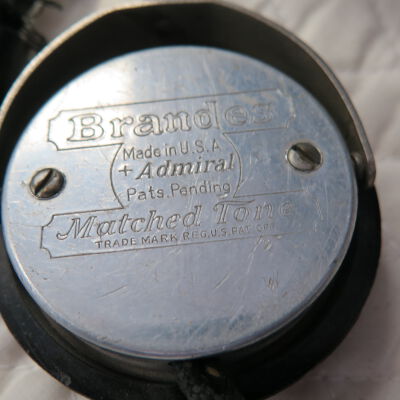 Brandes
Made in U.S.A
+ Admiral
Pats. Pending
Matched Tone
TRADE MARK REG. U.S. PAT. OFF.